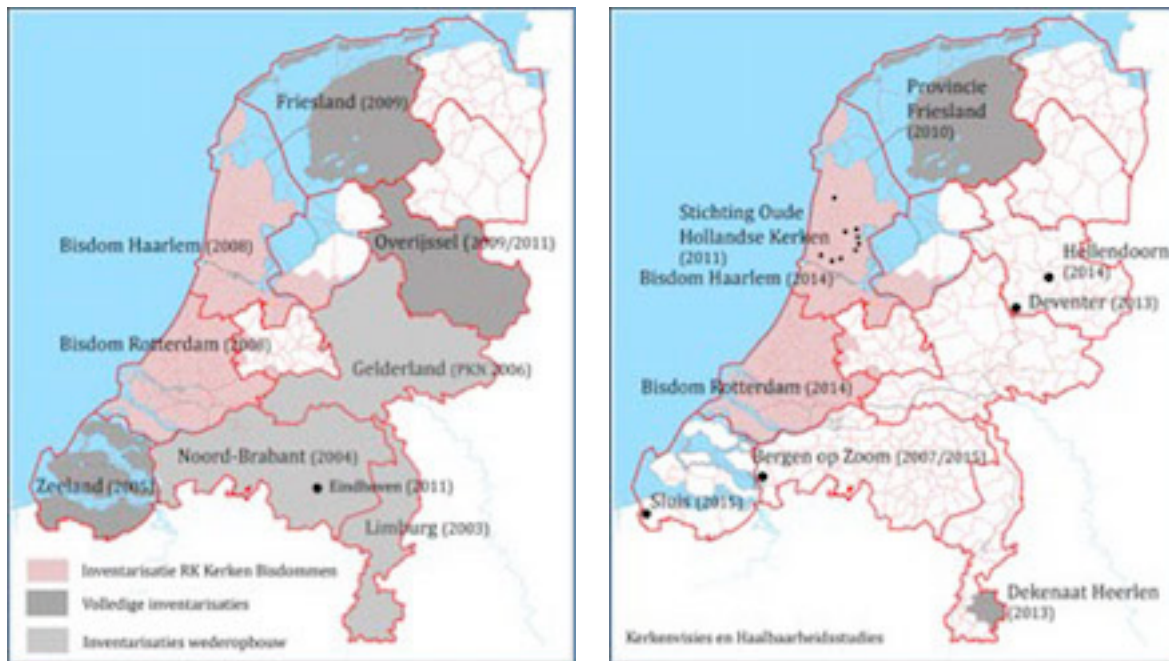 Friesland (2009)
Bisdom Haarlem (2008)
Overijssel (2009/2011)
Bisdom Rotterdam (2008)
Gelderland (PKN 2006)
Noord-Brabant (2004)
Zeeland (2005)
Eindhoven (2011)
Limburg (2003)
Inventarisatie RK Kerken Bisdommen
Volledige inventarisaties
Inventarisaties wederopbouw
Provincie
Friesland
(2010)
Stichting Oude
Hollandse Kerken
(2011)
Bisdom Haarlem (2014)
Hellendoorn
(2014)
Deventer (2013)
Bisdom Rotterdam (2014)
Bergen op Zoom (2007/2015)
Sluis (2015)
Dekenaat Heerlen
(2013)
Kerkenvisies en Haalbaarheidsstudies